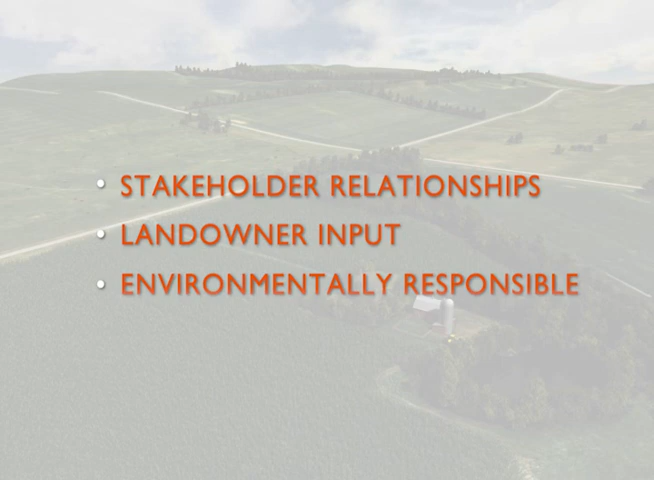 • STAKEHOLDER RELATIONSHIPS
• LANDOWNER INPUT
• ENVIRONMENTALLY RESPONSIBLE